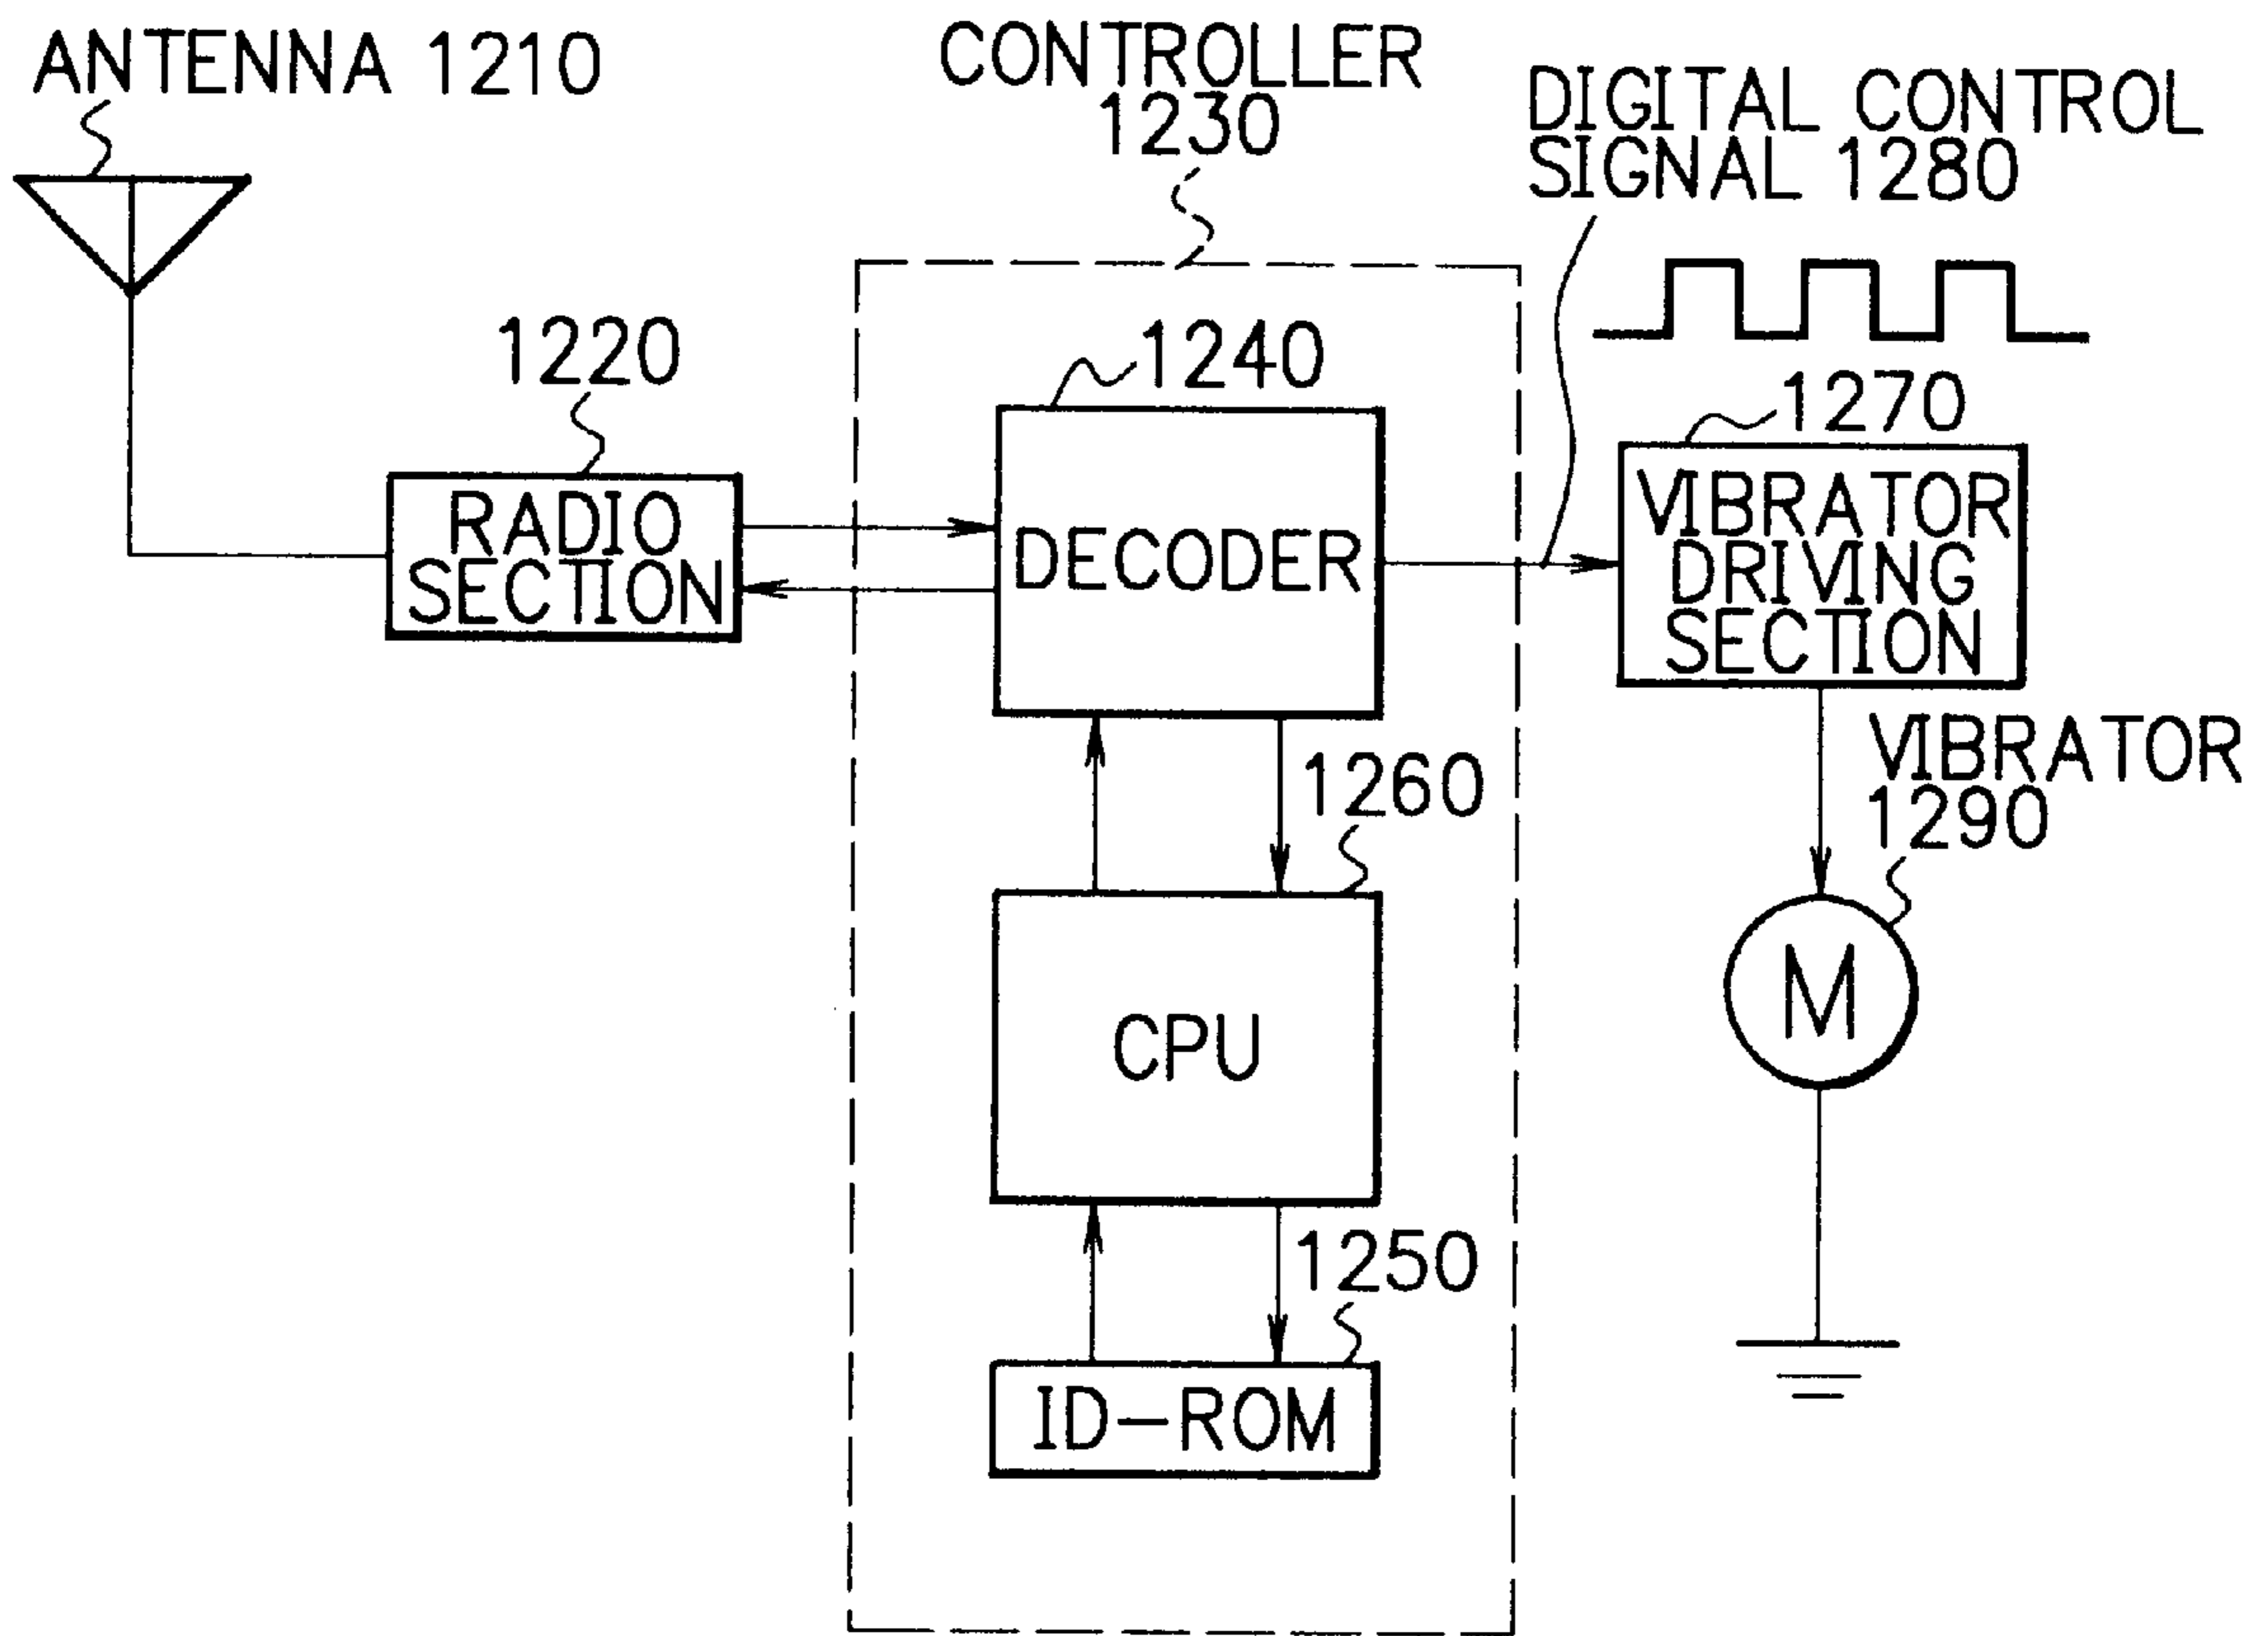 ANTENNA 1210
CONTROLLER
1230
DIGITAL CONTROL
SIGNAL 1280
1220
1240
1270
RADIO
SECTION
DECODER
VIBRATOR
DRIVING
SECTION
1260
VIBRATOR
1290
CPU
M
1250
ID-ROM